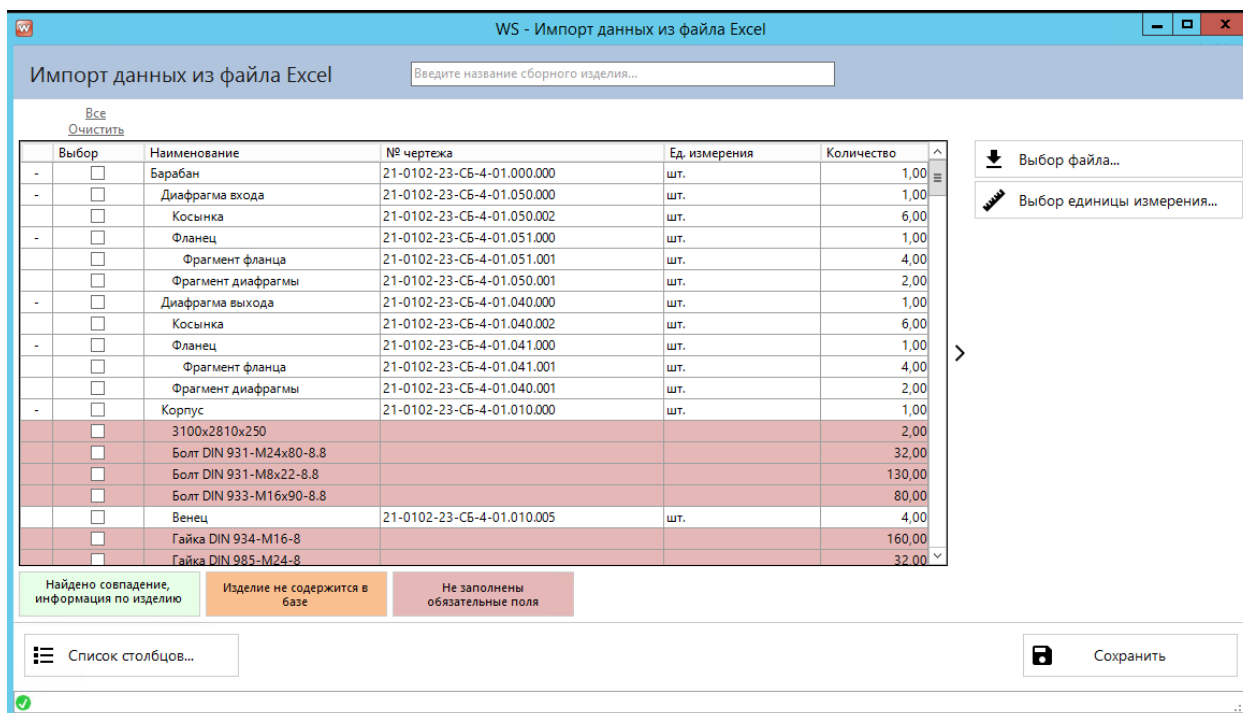 WS - Импорт данных из файла Excel
Импорт данных из файла Excel
Введите название сборного изделия...
Все
Очистить
Выбор Наименование № чертежа Ед. измерения Количество
- Барабан 21-0102-23-СБ-4-01.000.000 шт. 1,00
- Диафрагма входа 21-0102-23-СБ-4-01.050.000 шт. 1,00
Косынка 21-0102-23-СБ-4-01.050.002 шт. 6,00
- Фланец 21-0102-23-СБ-4-01.051.000 шт. 1,00
Фрагмент фланца 21-0102-23-СБ-4-01.051.001 шт. 4,00
Фрагмент диафрагмы 21-0102-23-СБ-4-01.050.001 шт. 2,00
- Диафрагма выхода 21-0102-23-СБ-4-01.040.000 шт. 1,00
Косынка 21-0102-23-СБ-4-01.040.002 шт. 6,00
- Фланец 21-0102-23-СБ-4-01.041.000 шт. 1,00
Фрагмент фланца 21-0102-23-СБ-4-01.041.001 шт. 4,00
Фрагмент диафрагмы 21-0102-23-СБ-4-01.040.001 шт. 2,00
- Корпус 21-0102-23-СБ-4-01.010.000 шт. 1,00
3100x2810x250 2,00
Болт DIN 931-M24x80-8.8 32,00
Болт DIN 931-M8x22-8.8 130,00
Болт DIN 933-M16x90-8.8 80,00
Венец 21-0102-23-СБ-4-01.010.005 шт. 4,00
Гайка DIN 934-M16-8 160,00
Гайка DIN 985-M24-8 32,00
Выбор файла...
Выбор единицы измерения...
Найдено совпадение,
информация по изделию
Изделие не содержится в
базе
Не заполнены
обязательные поля
Список столбцов...
Сохранить